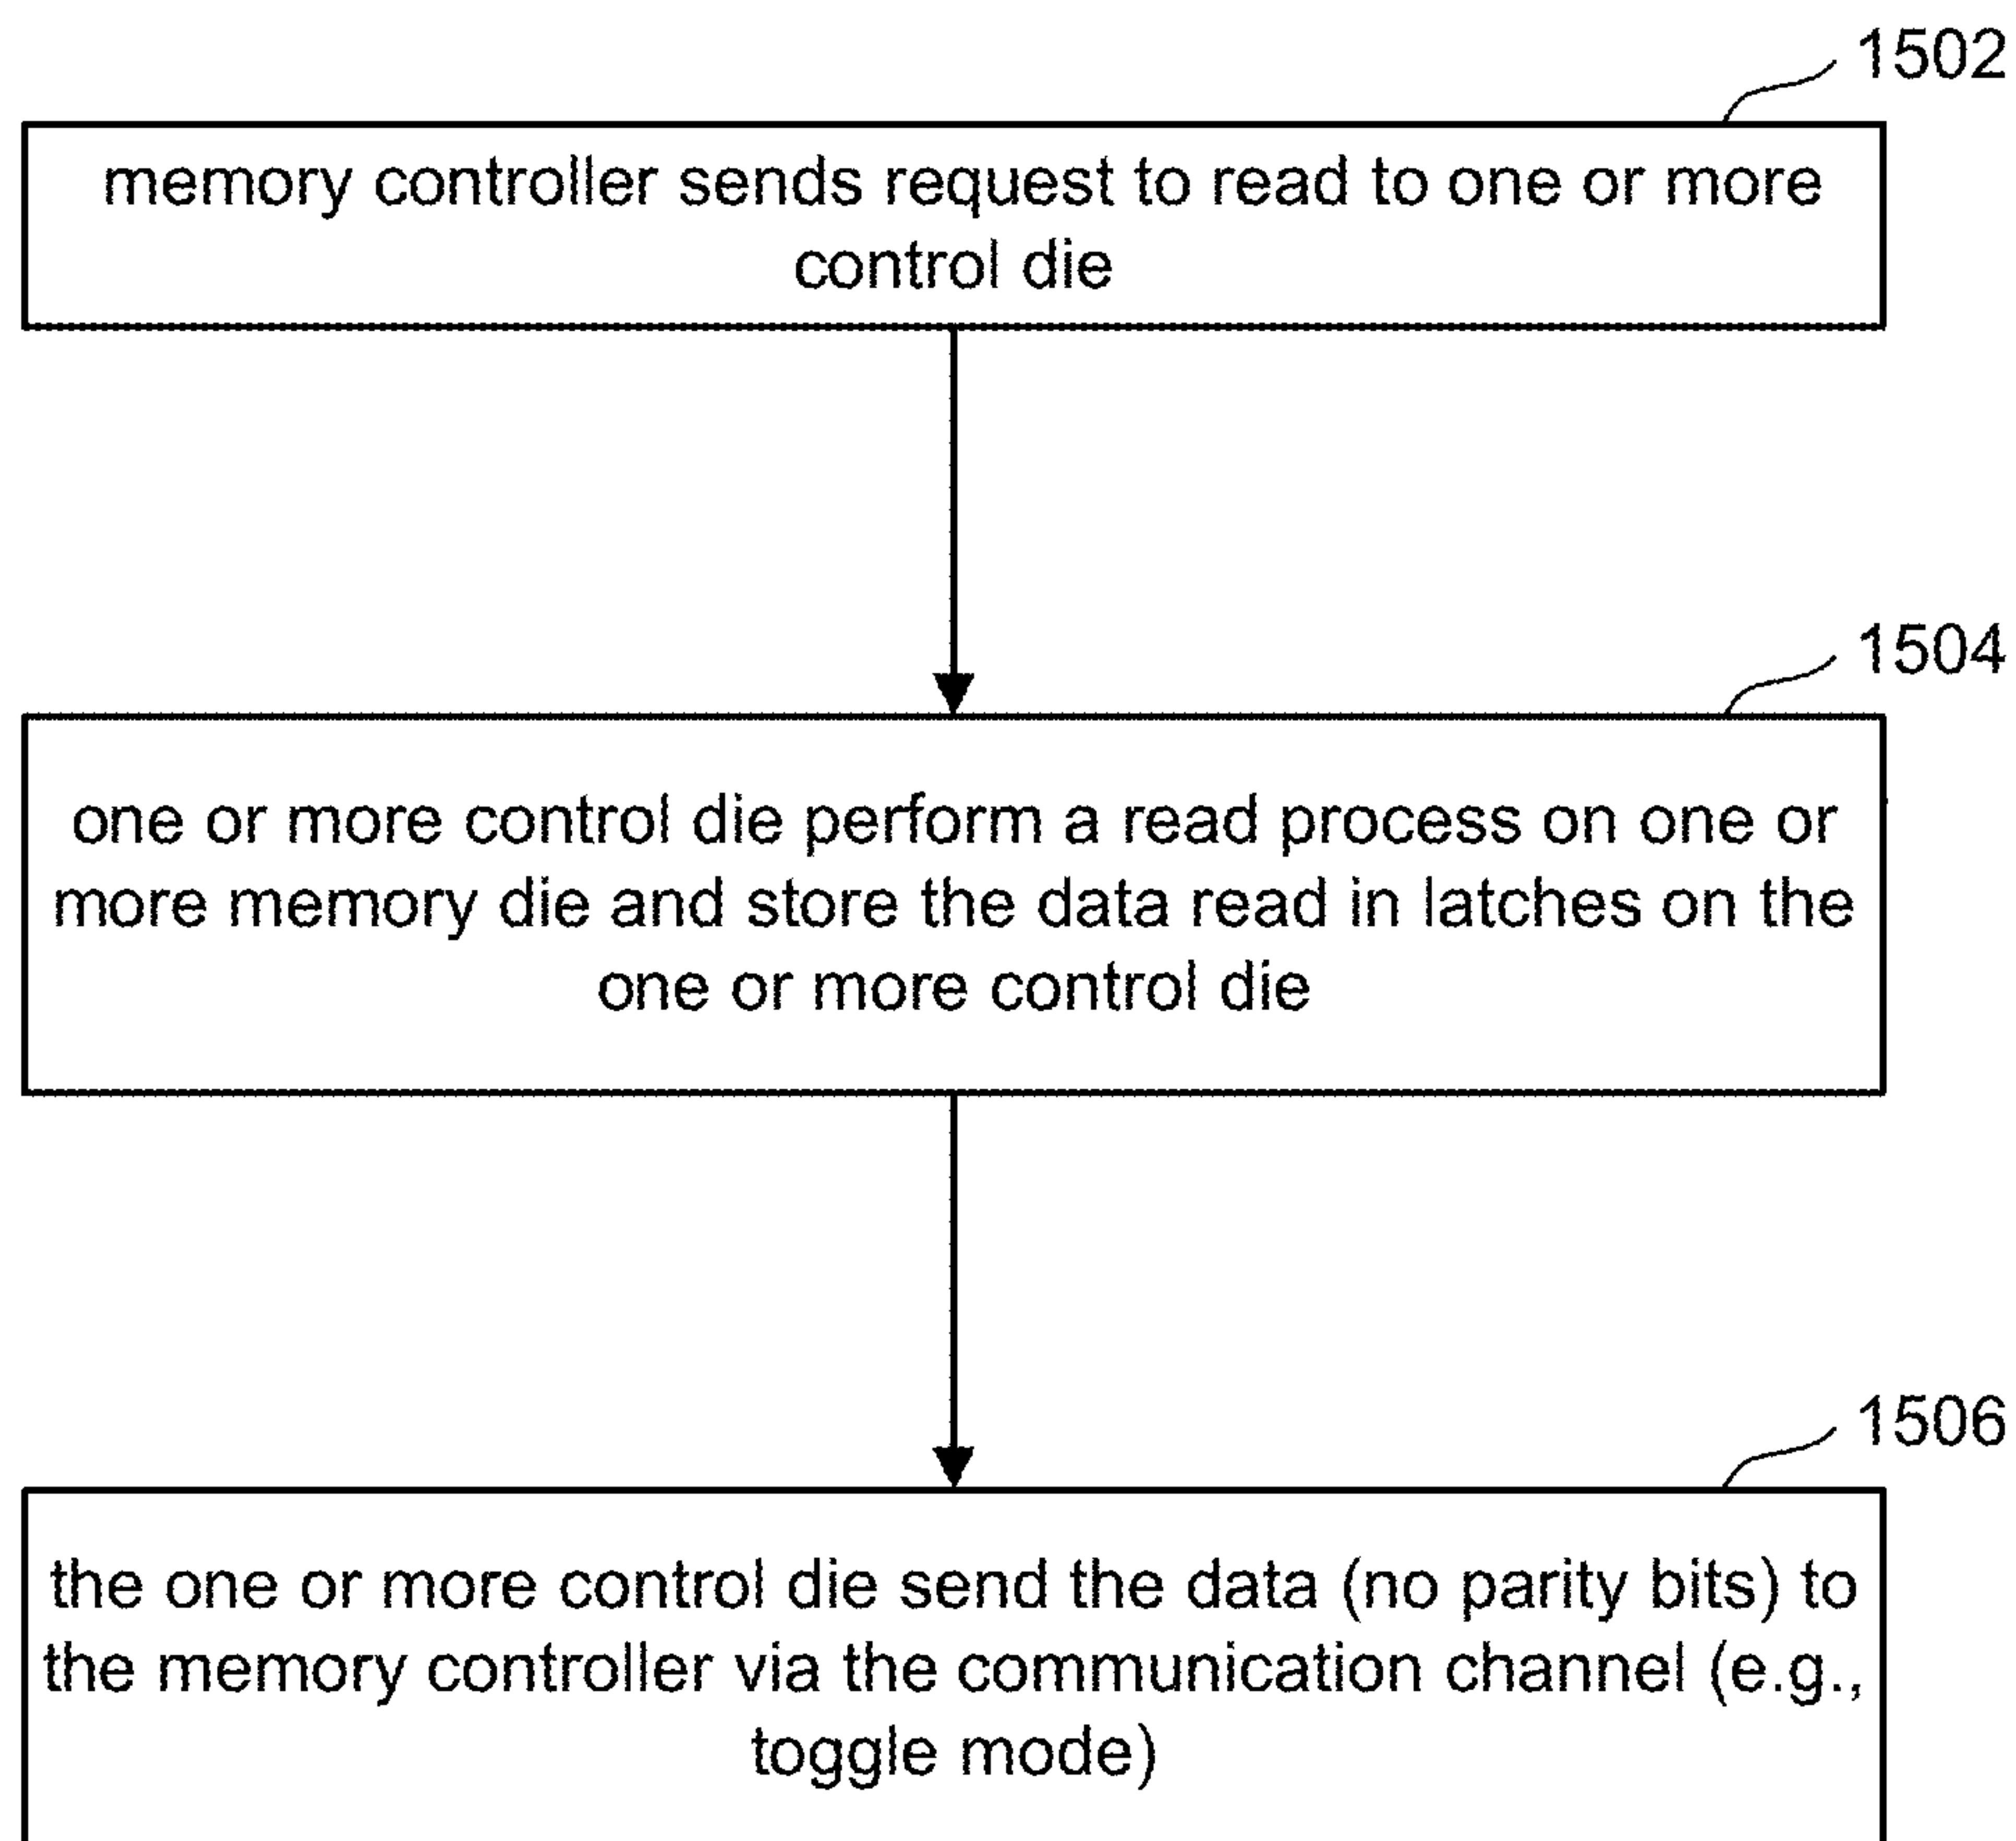 1502
memory controller sends request to read to one or more
control die
1504
one or more control die perform a read process on one or
more memory die and store the data read in latches on the
one or more control die
1506
the one or more control die send the data (no parity bits) to
the memory controller via the communication channel (e.g.,
toggle mode)